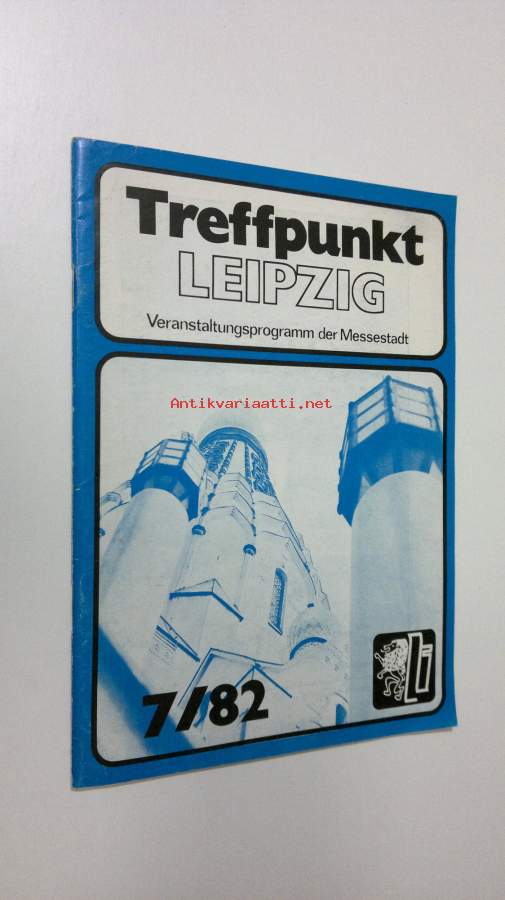 Treffpunkt
LEIPZIG
Veranstaltungsprogramm der Messestadt
Antikvariaatti.net
7/82